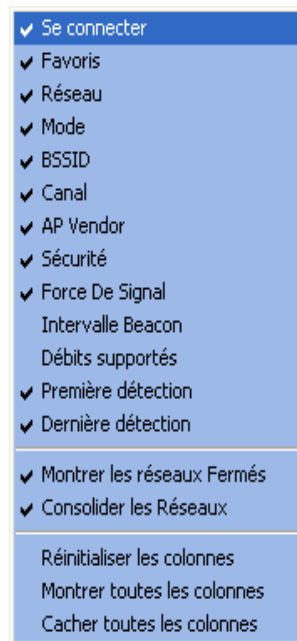 Se connecter
Favoris
Réseau
Mode
BSSID
Canal
AP Vendor
Sécurité
Force De Signal
Intervalle Beacon
Débits supportés
Première détection
Dernière détection
Montrer les réseaux Fermés
Consolider les Réseaux
Réinitialiser les colonnes
Montrer toutes les colonnes
Cacher toutes les colonnes